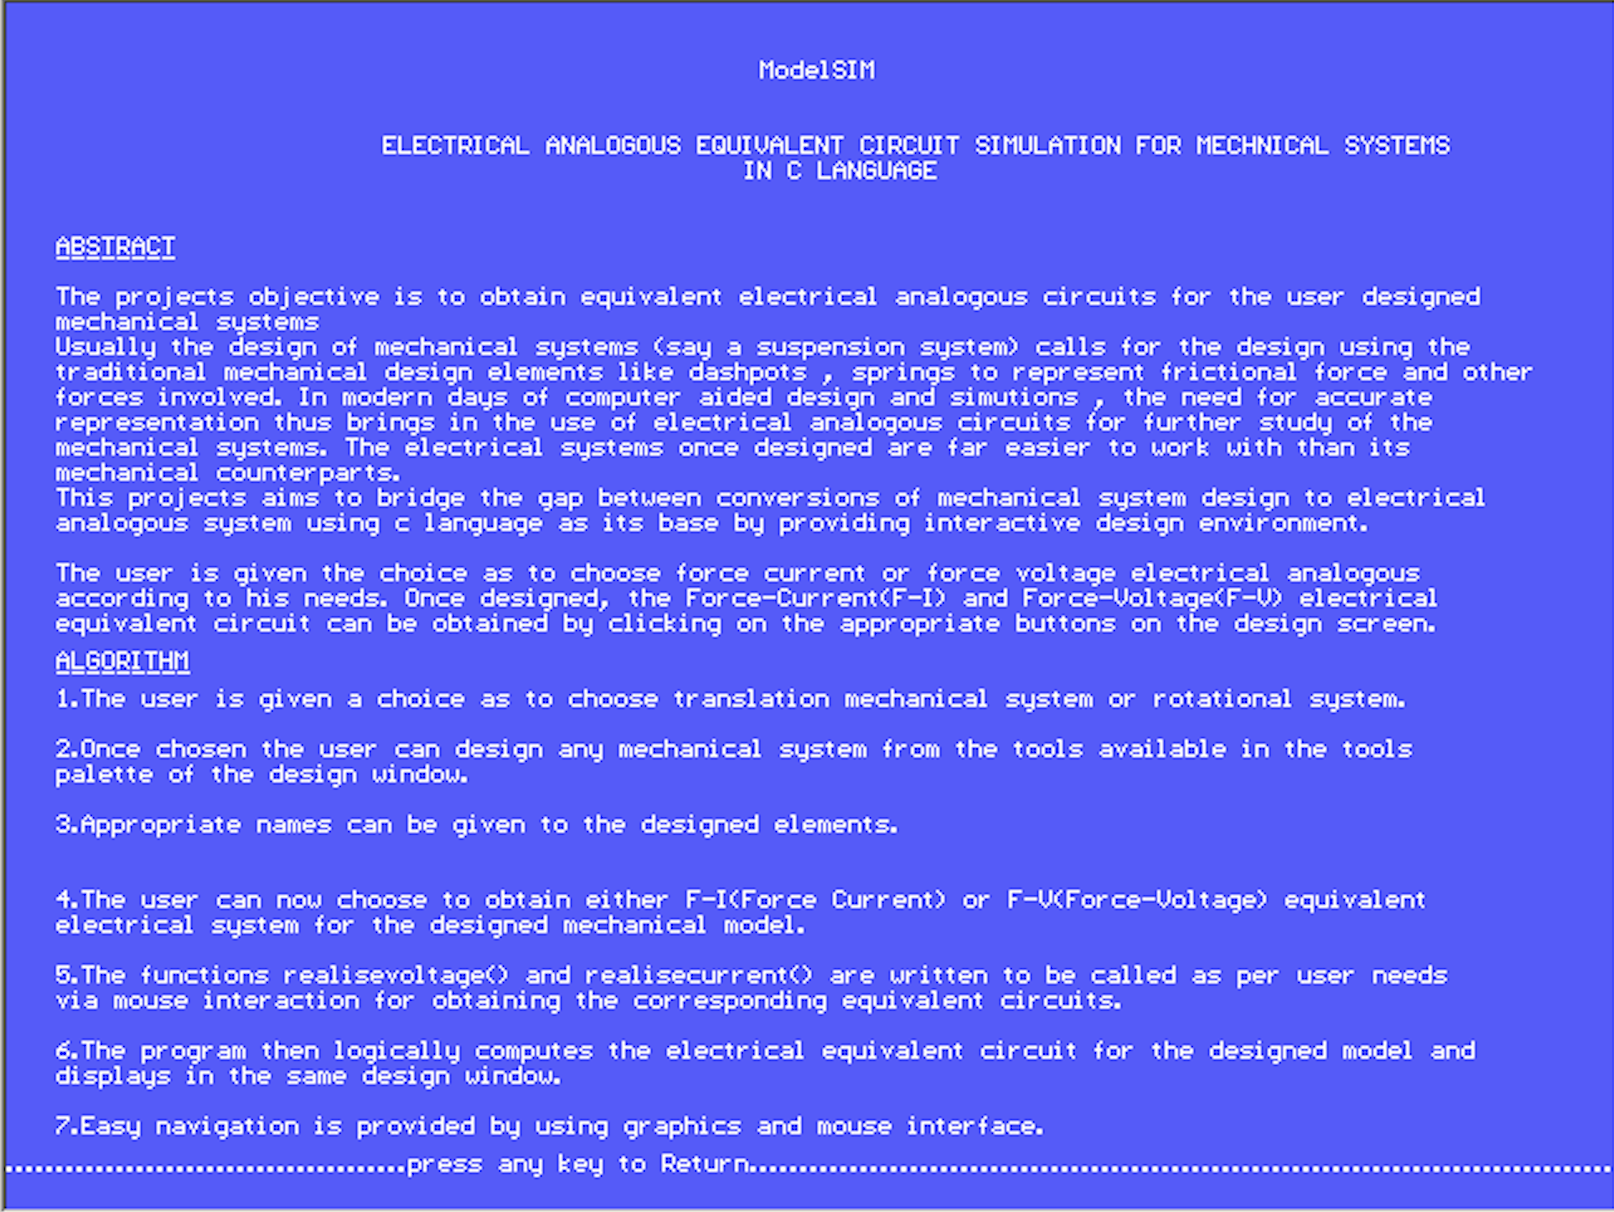 ModelSIM
ELECTRICAL ANALOGOUS EQUIVALENT CIRCUIT SIMULATION FOR MECHNICAL SYSTEMS
IN C LANGUAGE
ABSTRACT
The projects objective is to obtain equivalent electrical analogous circuits for the user designed
mechanical systems
Usually the design of mechanical systems (say a suspension system) calls for the design using the
traditional mechanical design elements like dashpots , springs to represent frictional force and other
forces involved. In modern days of computer aided design and simutions , the need for accurate
representation thus brings in the use of electrical analogous circuits for further study of the
mechanical systems. The electrical systems once designed are far easier to work with than its
mechanical counterparts.
This projects aims to bridge the gap between conversions of mechanical system design to electrical
analogous system using c language as its base by providing interactive design environment.
The user is given the choice as to choose force current or force voltage electrical analogous
according to his needs. Once designed, the Force-Current(F-I) and Force-Voltage(F-V) electrical
equivalent circuit can be obtained by clicking on the appropriate buttons on the design screen.
ALGORITHM
1.The user is given a choice as to choose translation mechanical system or rotational system.
2.Once chosen the user can design any mechanical system from the tools available in the tools
palette of the design window.
3.Appropriate names can be given to the designed elements.
4.The user can now choose to obtain either F-I(Force Current) or F-V(Force-Voltage) equivalent
electrical system for the designed mechanical model.
5.The functions realisevoltage() and realisecurrent() are written to be called as per user needs
via mouse interaction for obtaining the corresponding equivalent circuits.
6.The program then logically computes the electrical equivalent circuit for the designed model and
displays in the same design window.
7.Easy navigation is provided by using graphics and mouse interface.
........................................press any key to Return......................................................................................